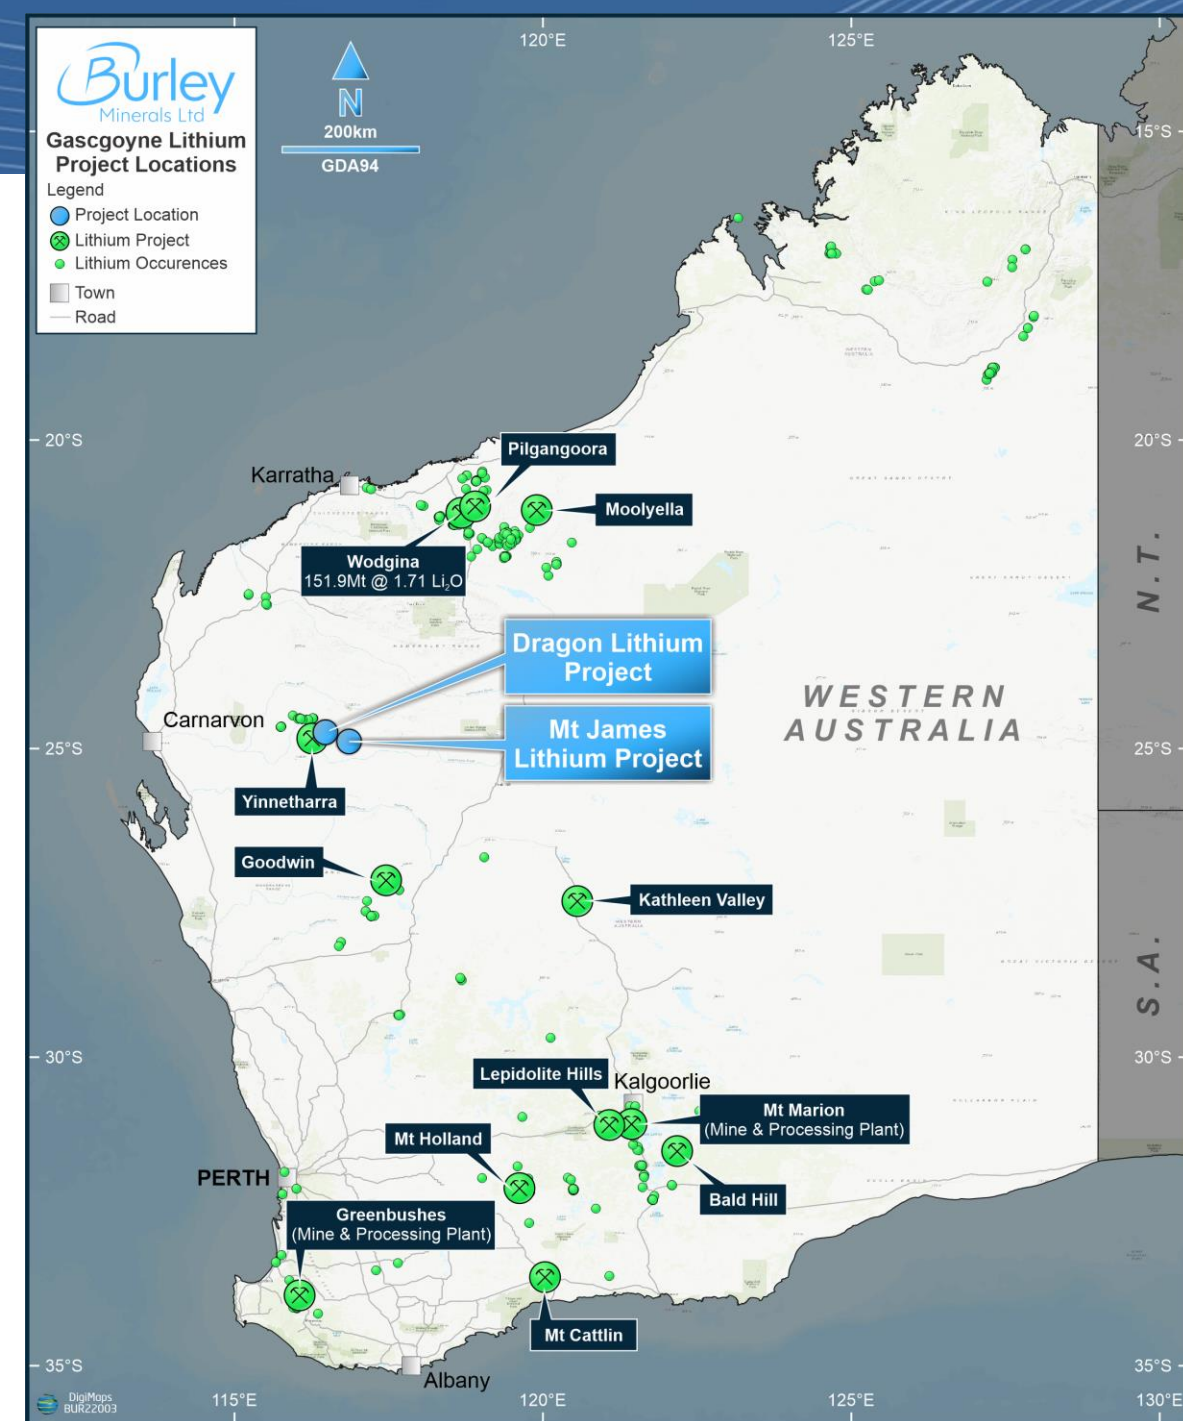 Burley
Minerals Ltd
Gascgoyne Lithium
Project Locations
Legend
Project Location
Lithium Project
Lithium Occurences
Town
Road
N
200km
GDA94
120°E
125°E
15°S
20°S
20°S
Pilgangoora
Karratha
Moolyella
Wodgina
151.9Mt @ 1.71 Li₂O
N.T.
Dragon Lithium
Project
WESTERN
AUSTRALIA
Carnarvon
Mt James
Lithium Project
25°S
25°S
Yinnetharra
Goodwin
Kathleen Valley
S.A.
30°S
30°S
Lepidolite Hills
Kalgoorlie
Mt Marion
(Mine & Processing Plant)
Mt Holland
PERTH
Bald Hill
Greenbushes
(Mine & Processing Plant)
Mt Cattlin
35°S
35°S
Albany
DigiMaps
BUR22003
115°E
120°E
125°E
130°E